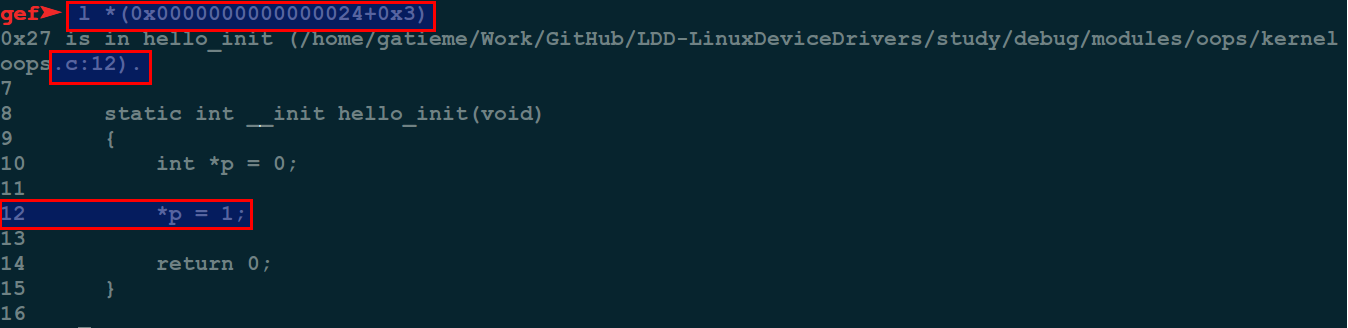 gef➤ l *(0x0000000000000024+0x3)
0x27 is in hello_init (/home/gatieme/Work/GitHub/LDD-LinuxDeviceDrivers/study/debug/modules/oops/kernel
oops.c:12).
7
8       static int __init hello_init(void)
9       {
10          int *p = 0;
11
12          *p = 1;
13
14          return 0;
15      }
16